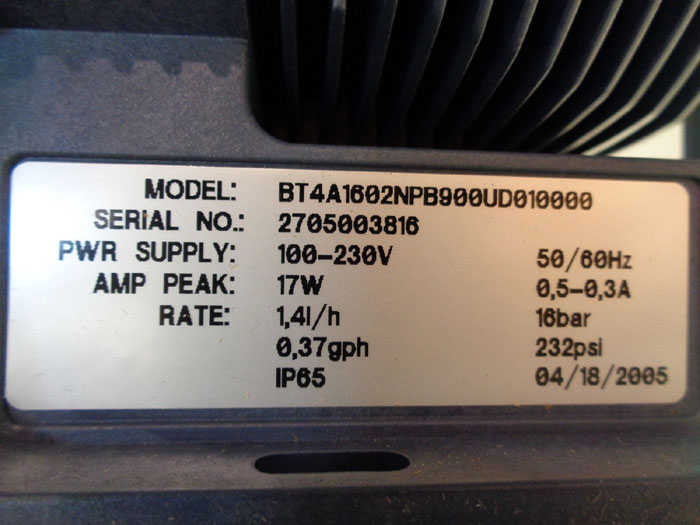 MODEL: BT4A1602NPB900UD010000
SERIAL NO.: 2705003816
PWR SUPPLY: 100-230V 50/60Hz
AMP PEAK: 17W 0,5-0,3A
RATE: 1,4l/h 16bar
0,37gph 232psi
IP65 04/18/2005